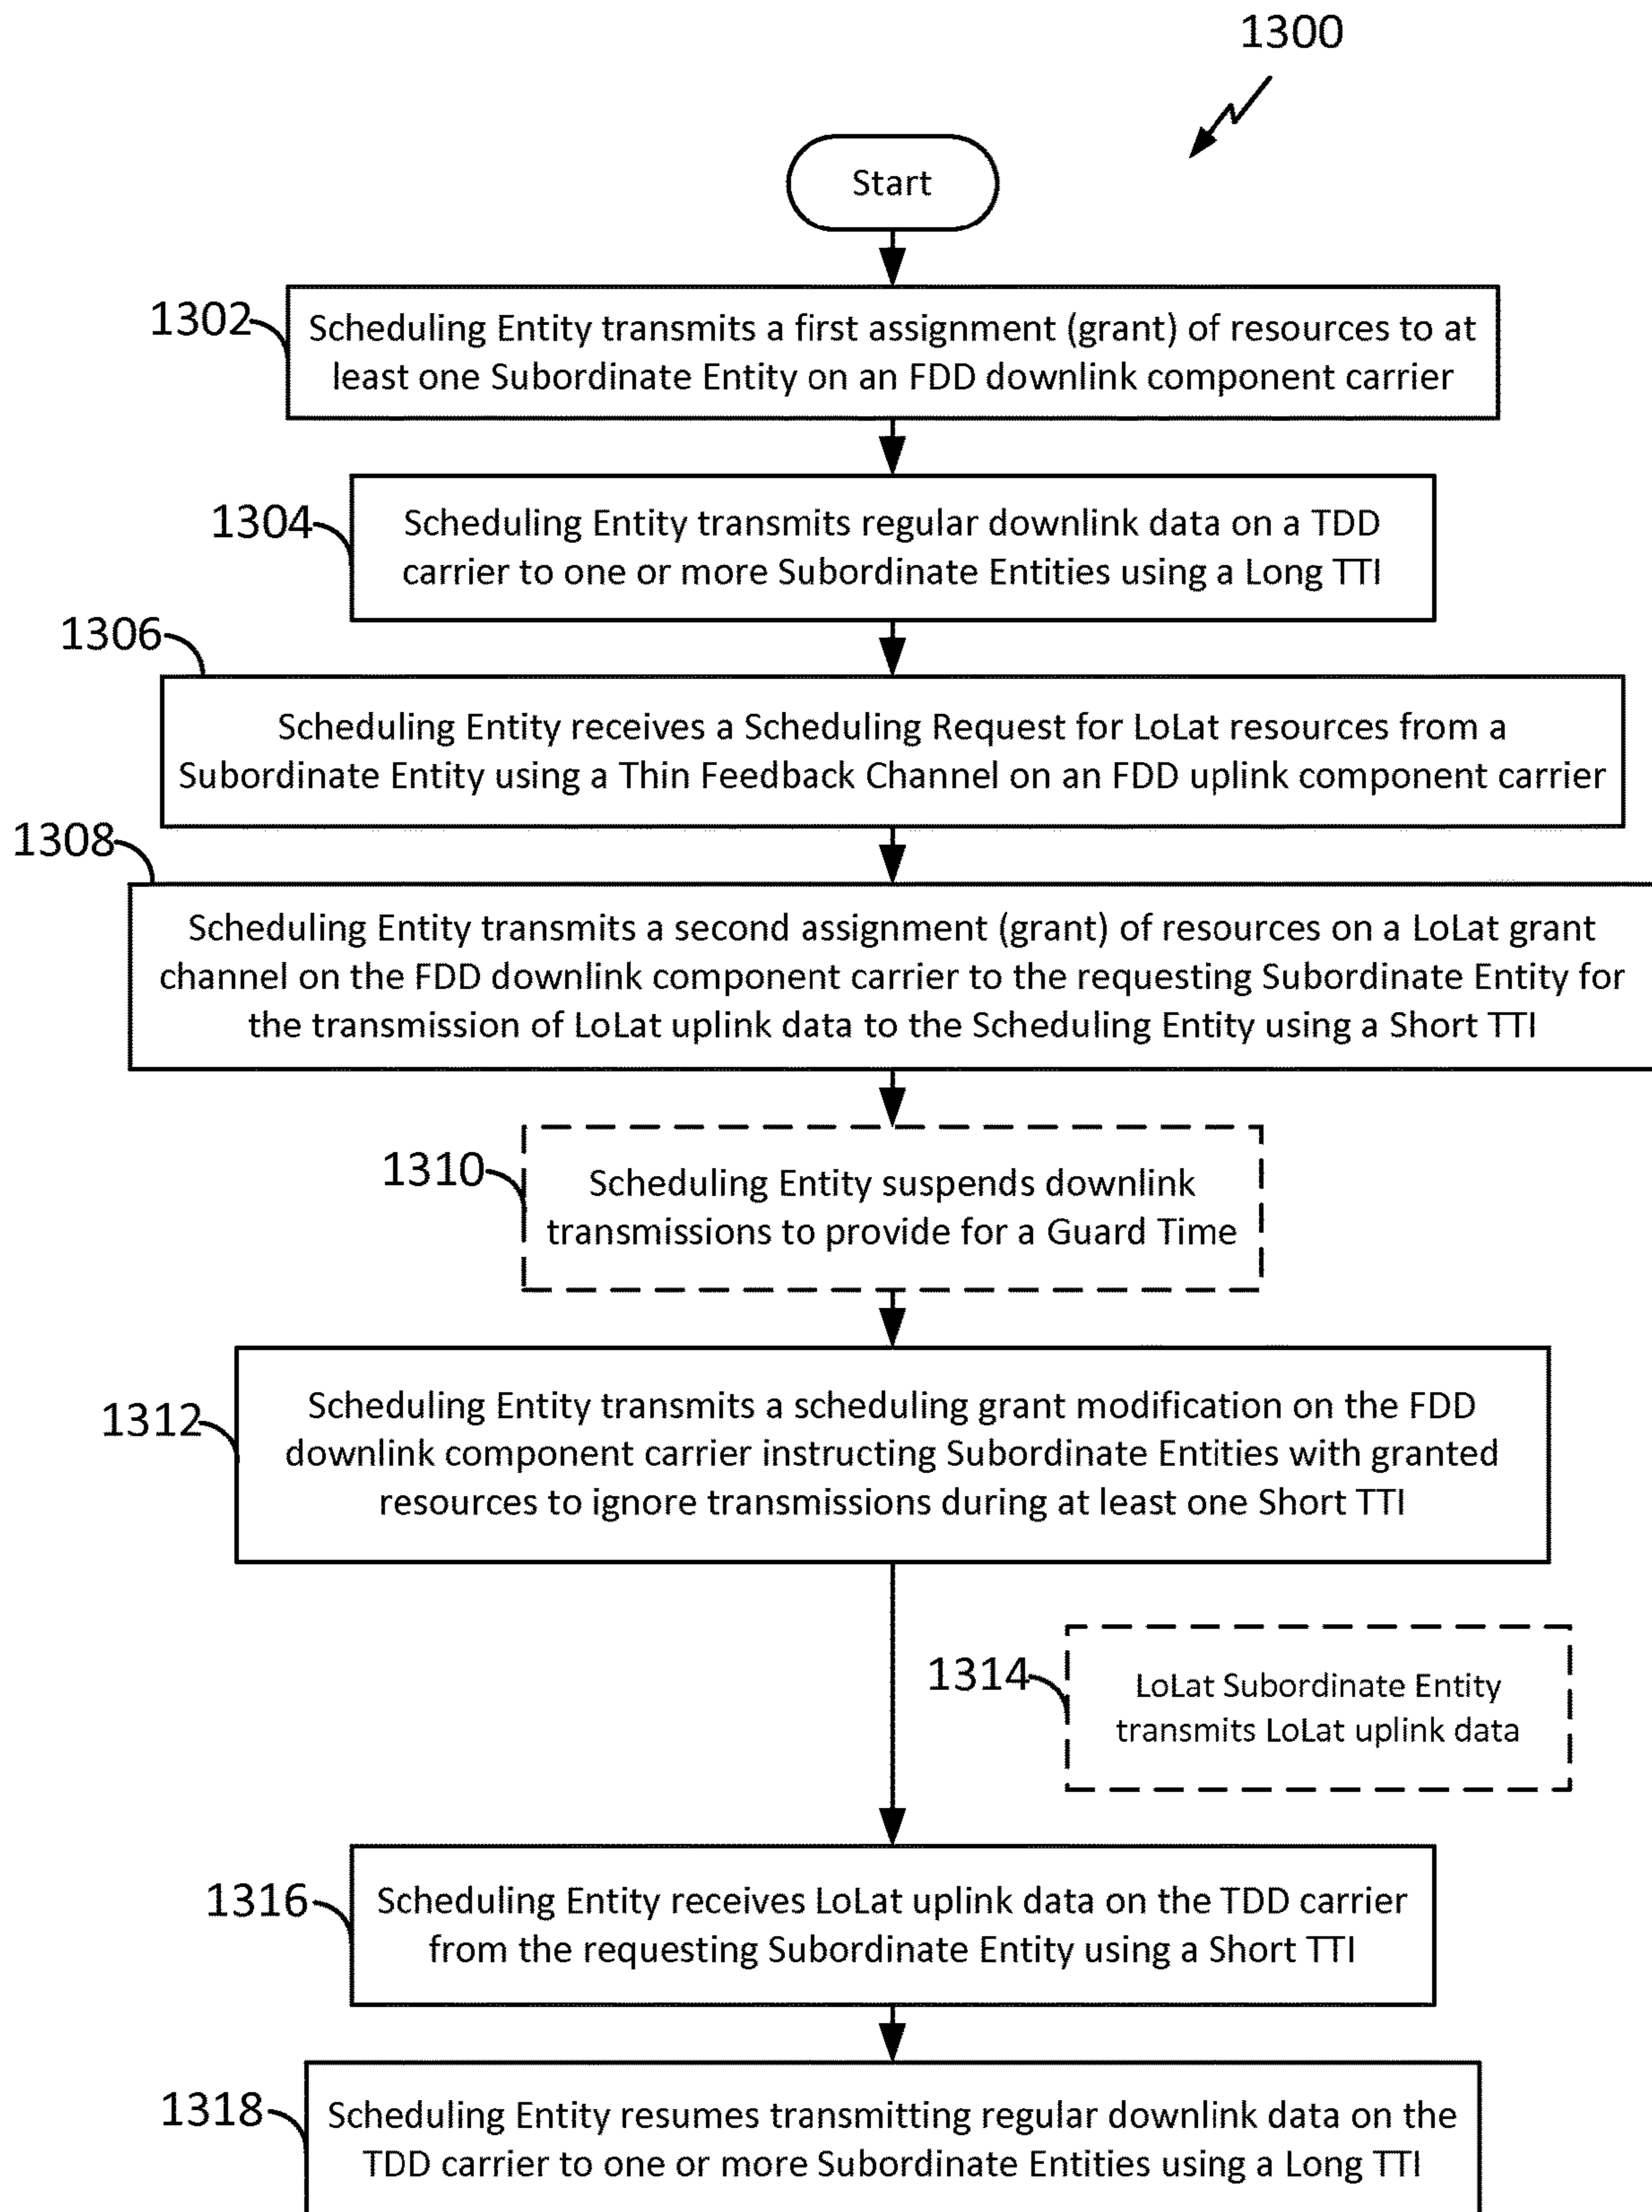 1300
Start
1302
Scheduling Entity transmits a first assignment (grant) of resources to at
least one Subordinate Entity on an FDD downlink component carrier
1304
Scheduling Entity transmits regular downlink data on a TDD
carrier to one or more Subordinate Entities using a Long TTI
1306
Scheduling Entity receives a Scheduling Request for LoLat resources from a
Subordinate Entity using a Thin Feedback Channel on an FDD uplink component carrier
1308
Scheduling Entity transmits a second assignment (grant) of resources on a LoLat grant
channel on the FDD downlink component carrier to the requesting Subordinate Entity for
the transmission of LoLat uplink data to the Scheduling Entity using a Short TTI
1310
Scheduling Entity suspends downlink
transmissions to provide for a Guard Time
1312
Scheduling Entity transmits a scheduling grant modification on the FDD
downlink component carrier instructing Subordinate Entities with granted
resources to ignore transmissions during at least one Short TTI
1314
LoLat Subordinate Entity
transmits LoLat uplink data
1316
Scheduling Entity receives LoLat uplink data on the TDD carrier
from the requesting Subordinate Entity using a Short TTI
1318
Scheduling Entity resumes transmitting regular downlink data on the
TDD carrier to one or more Subordinate Entities using a Long TTI